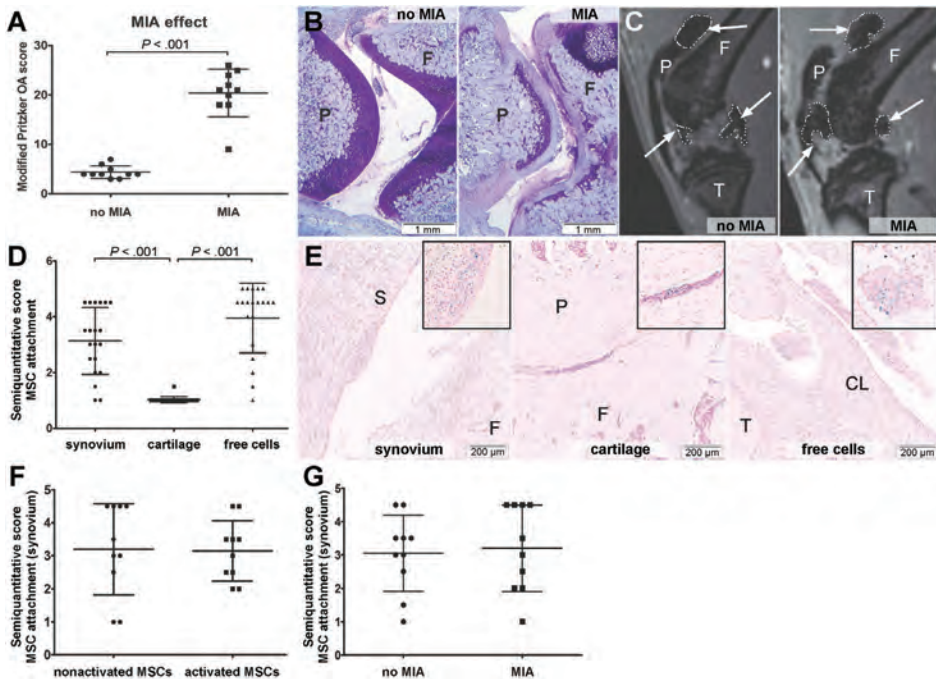 A
MIA effect
P < .001
Modified Pritzker OA score
30
20
10
0
no MIA
MIA
B
no MIA
MIA
F
P
1 mm
P
F
1 mm
C
P
F
T
no MIA
P
F
T
MIA
D
P < .001
P < .001
Semiquantitative score
MSC attachment
6
4
2
0
synovium
cartilage
free cells
E
S
F
synovium
200 µm
P
F
cartilage
200 µm
CL
T
free cells
200 µm
F
Semiquantitative score
MSC attachment (synovium)
5
4
3
2
1
0
nonactivated MSCs
activated MSCs
G
Semiquantitative score
MSC attachment (synovium)
5
4
3
2
1
0
no MIA
MIA